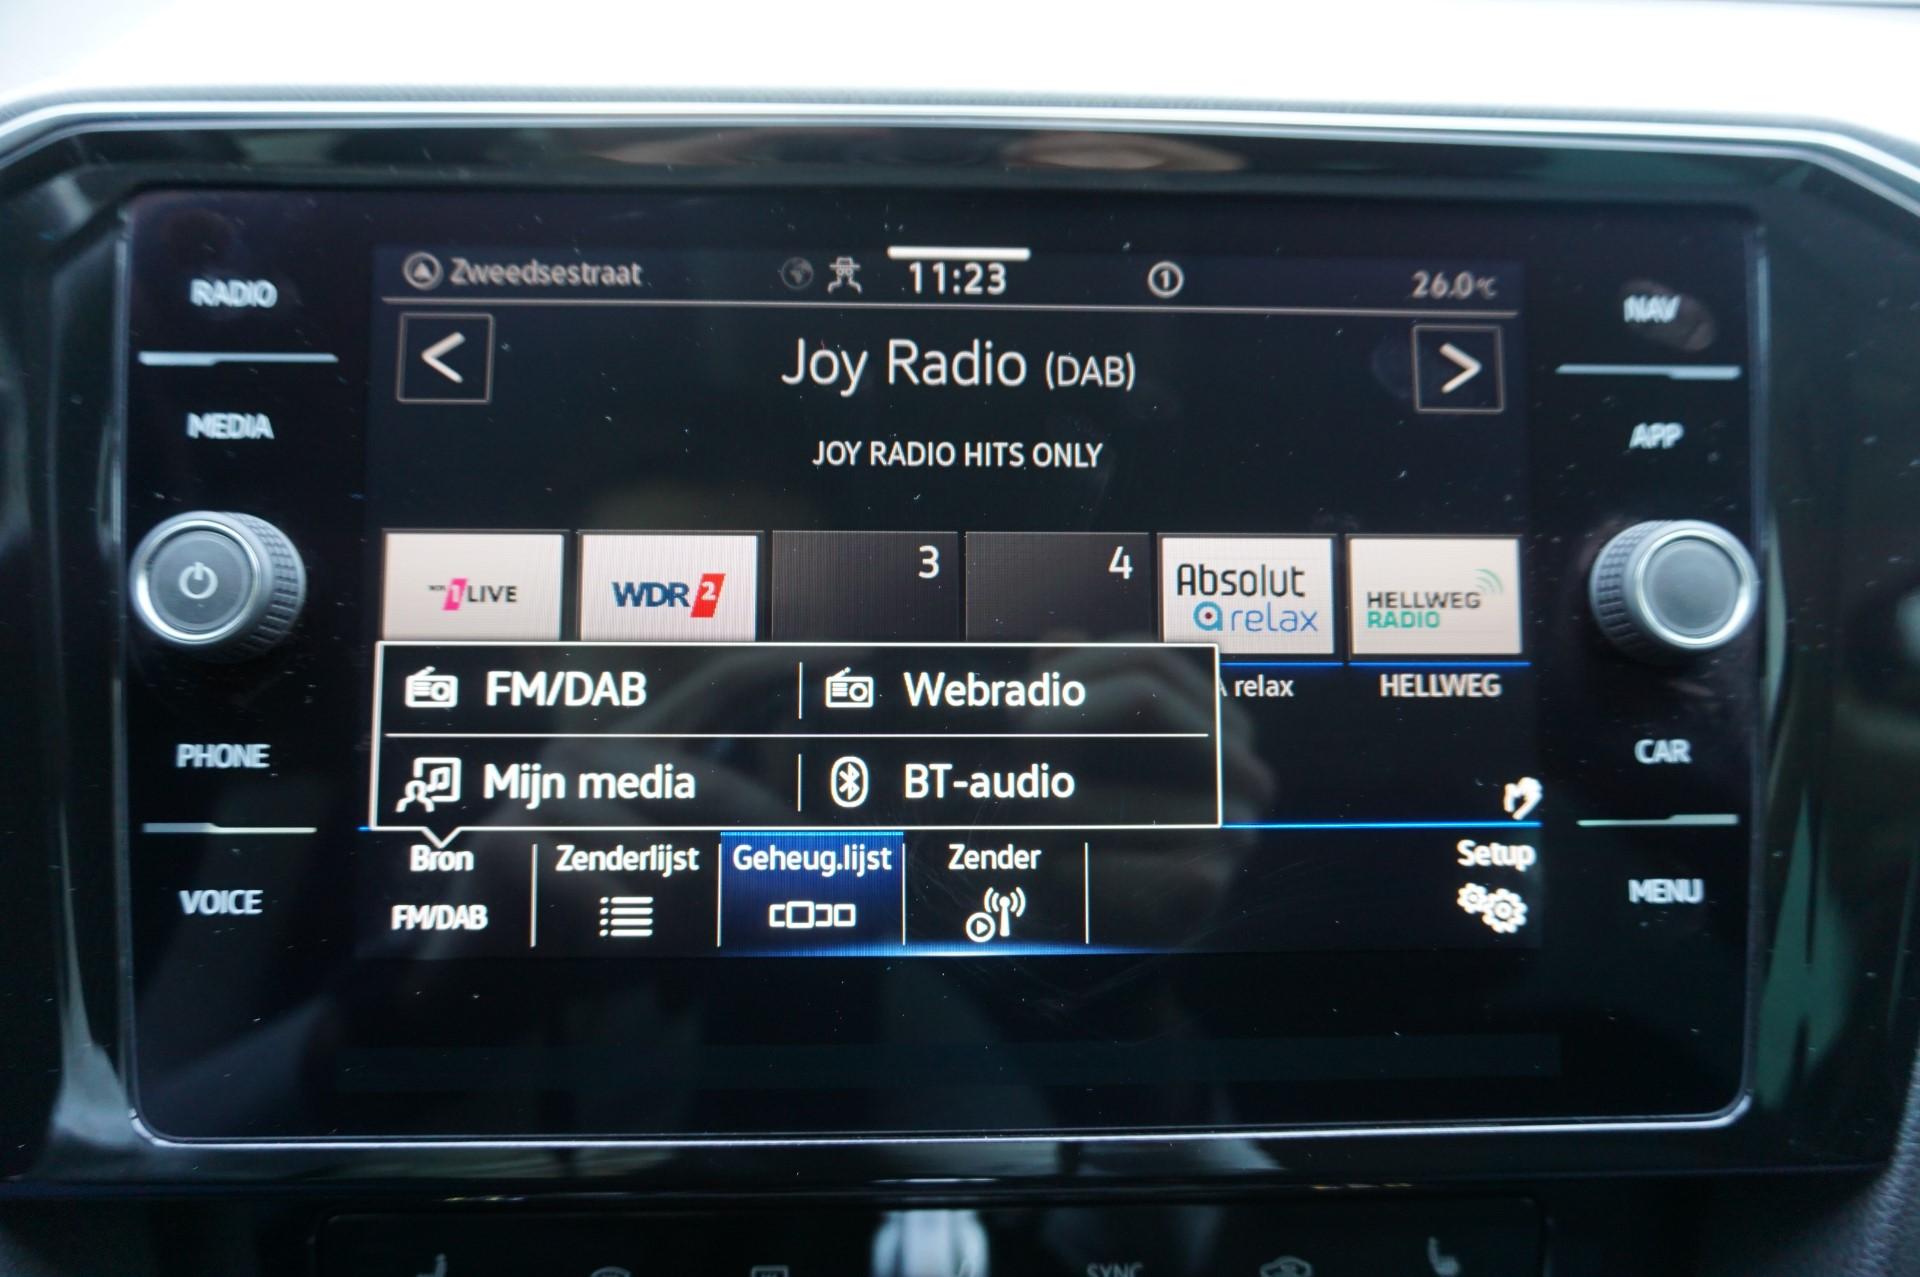 RADIO
MEDIA
PHONE
VOICE
Zweedsestraat
11:23
1
26.0°C
Joy Radio (DAB)
JOY RADIO HITS ONLY
1LIVE
WDR 2
3
4
Absolut
relax
HELLWEG
RADIO
relax
HELLWEG
FM/DAB
Webradio
Mijn media
BT-audio
Bron
FM/DAB
Zenderlijst
Geheug.lijst
Zender
Setup
NAV
APP
CAR
MENU
SYNC